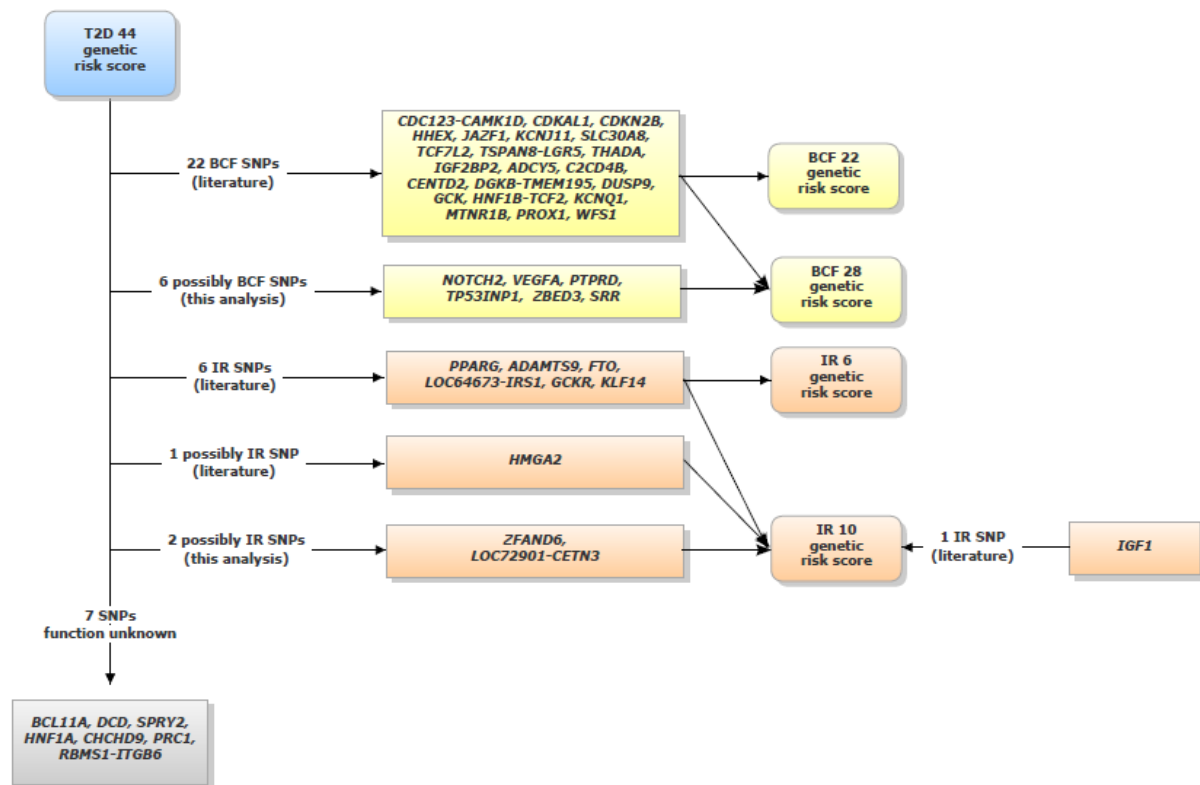 T2D 44
genetic
risk score
22 BCF SNPs
(literature)
CDC123-CAMK1D, CDKAL1, CDKN2B,
HHEX, JAZF1, KCNJ11, SLC30A8,
TCF7L2, TSPAN8-LGR5, THADA,
IGF2BP2, ADCY5, C2CD4B,
CENTD2, DGKB-TMEM195, DUSP9,
GCK, HNF1B-TCF2, KCNQ1,
MTNR1B, PROX1, WFS1
BCF 22
genetic
risk score
6 possibly BCF SNPs
(this analysis)
NOTCH2, VEGFA, PTPRD,
TP53INP1, ZBED3, SRR
BCF 28
genetic
risk score
6 IR SNPs
(literature)
PPARG, ADAMTS9, FTO,
LOC64673-IRS1, GCKR, KLF14
IR 6
genetic
risk score
1 possibly IR SNP
(literature)
HMGA2
2 possibly IR SNPs
(this analysis)
ZFAND6,
LOC72901-CETN3
IR 10
genetic
risk score
1 IR SNP
(literature)
IGF1
7 SNPs
function unknown
BCL11A, DCD, SPRY2,
HNF1A, CHCHD9, PRC1,
RBMS1-ITGB6